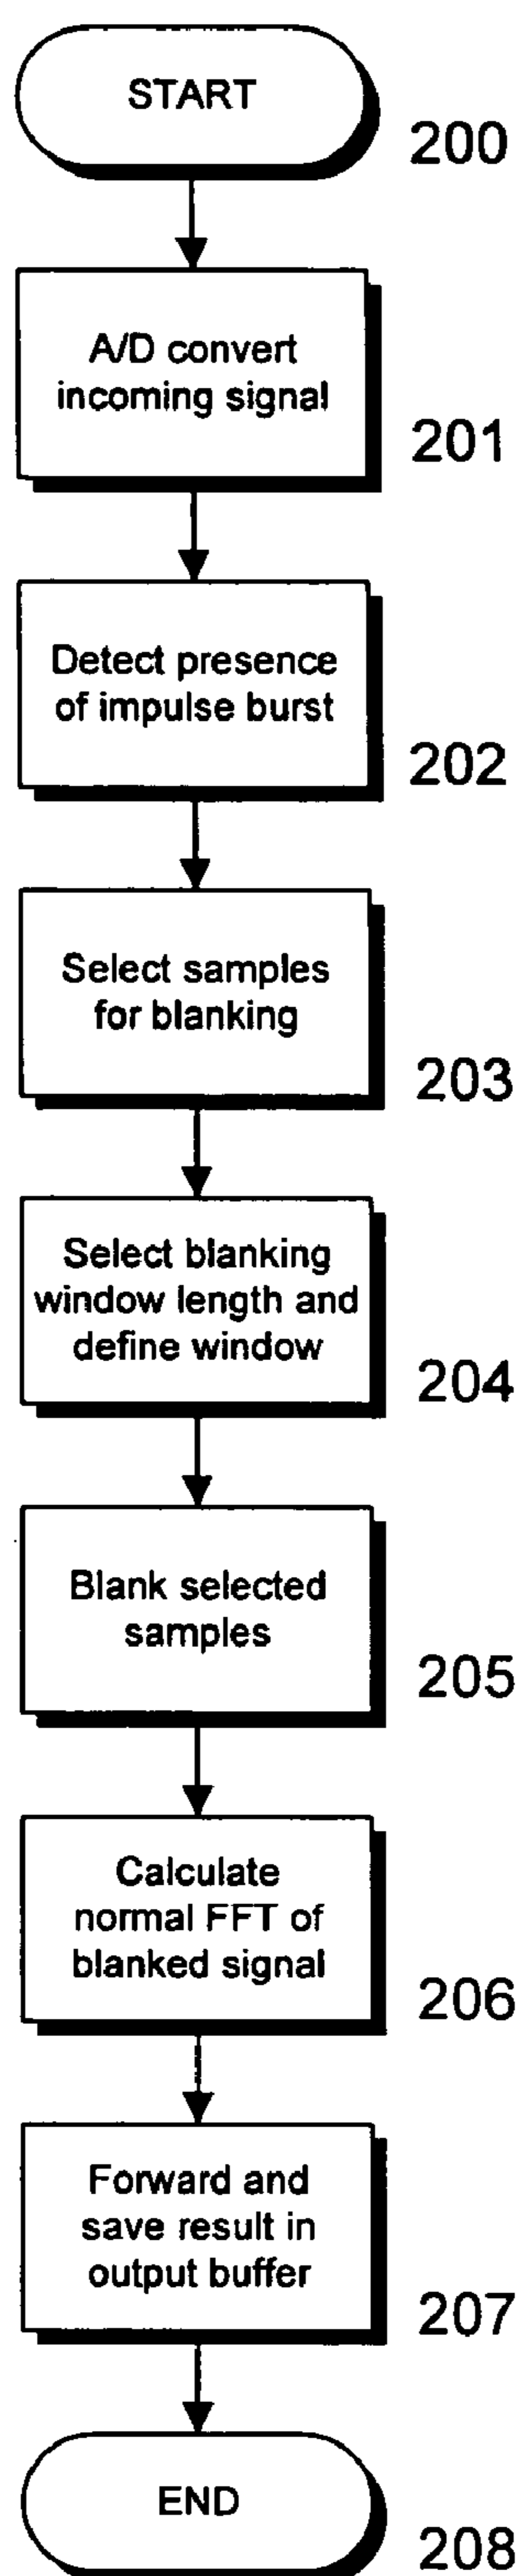 START
200
A/D convert
incoming signal
201
Detect presence
of impulse burst
202
Select samples
for blanking
203
Select blanking
window length and
define window
204
Blank selected
samples
205
Calculate
normal FFT of
blanked signal
206
Forward and
save result in
output buffer
207
END
208